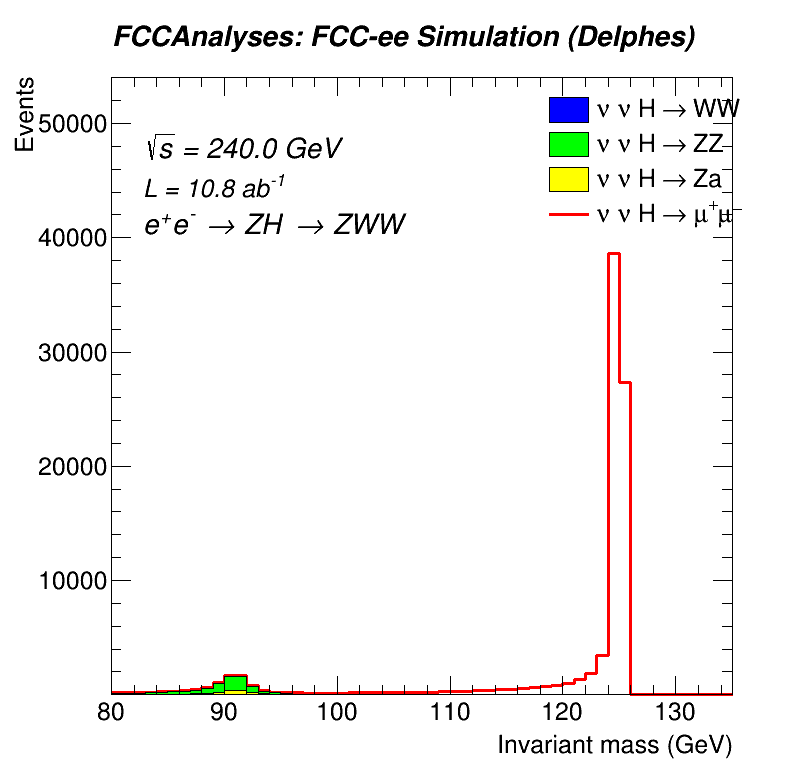 FCCAnalyses: FCC-ee Simulation (Delphes)
Events
50000
40000
30000
20000
10000
√s = 240.0 GeV
L = 10.8 ab⁻¹
e⁺e⁻ → ZH → ZWW
ν ν H → WW
ν ν H → ZZ
ν ν H → Za
ν ν H → μ⁺μ⁻
80 90 100 110 120 130
Invariant mass (GeV)